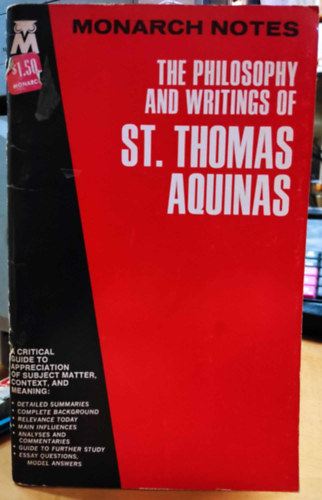 MONARCH NOTES
M
$1.50
MONARC
THE PHILOSOPHY
AND WRITINGS OF
ST. THOMAS
AQUINAS
A CRITICAL
GUIDE TO
APPRECIATION
OF SUBJECT MATTER,
CONTEXT, AND
MEANING:
• DETAILED SUMMARIES
• COMPLETE BACKGROUND
• RELEVANCE TODAY
• MAIN INFLUENCES
• ANALYSES AND
COMMENTARIES
• GUIDE TO FURTHER STUDY
• ESSAY QUESTIONS,
MODEL ANSWERS